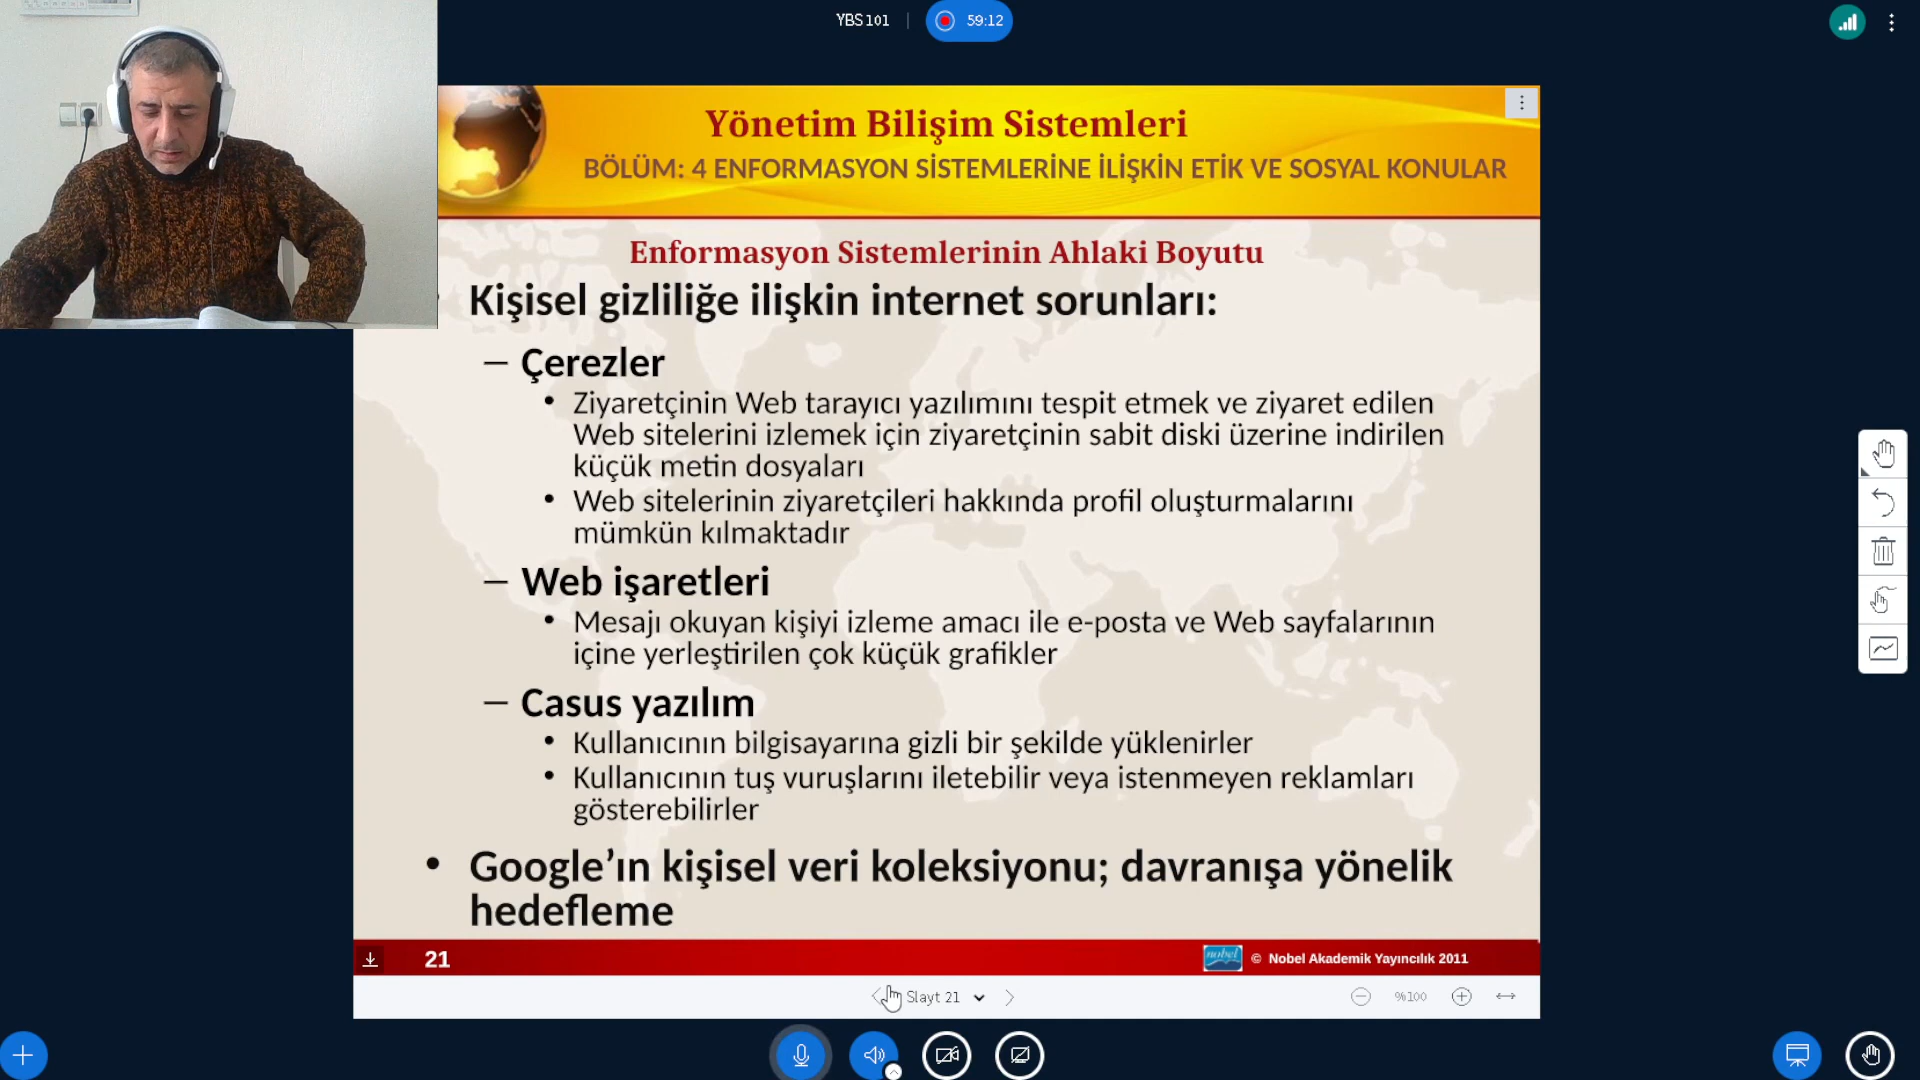 YBS 101
59:12
Yönetim Bilişim Sistemleri
BÖLÜM: 4 ENFORMASYON SİSTEMLERİNE İLİŞKİN ETİK VE SOSYAL KONULAR
Enformasyon Sistemlerinin Ahlaki Boyutu
Kişisel gizliliğe ilişkin internet sorunları:
– Çerezler
• Ziyaretçinin Web tarayıcı yazılımını tespit etmek ve ziyaret edilen
Web sitelerini izlemek için ziyaretçinin sabit diski üzerine indirilen
küçük metin dosyaları
• Web sitelerinin ziyaretçileri hakkında profil oluşturmalarını
mümkün kılmaktadır
– Web işaretleri
• Mesajı okuyan kişiyi izleme amacı ile e-posta ve Web sayfalarının
içine yerleştirilen çok küçük grafikler
– Casus yazılım
• Kullanıcının bilgisayarına gizli bir şekilde yüklenirler
• Kullanıcının tuş vuruşlarını iletebilir veya istenmeyen reklamları
gösterebilirler
• Google’ın kişisel veri koleksiyonu; davranışa yönelik
hedefleme
21
nobel
© Nobel Akademik Yayıncılık 2011
Slayt 21
%100